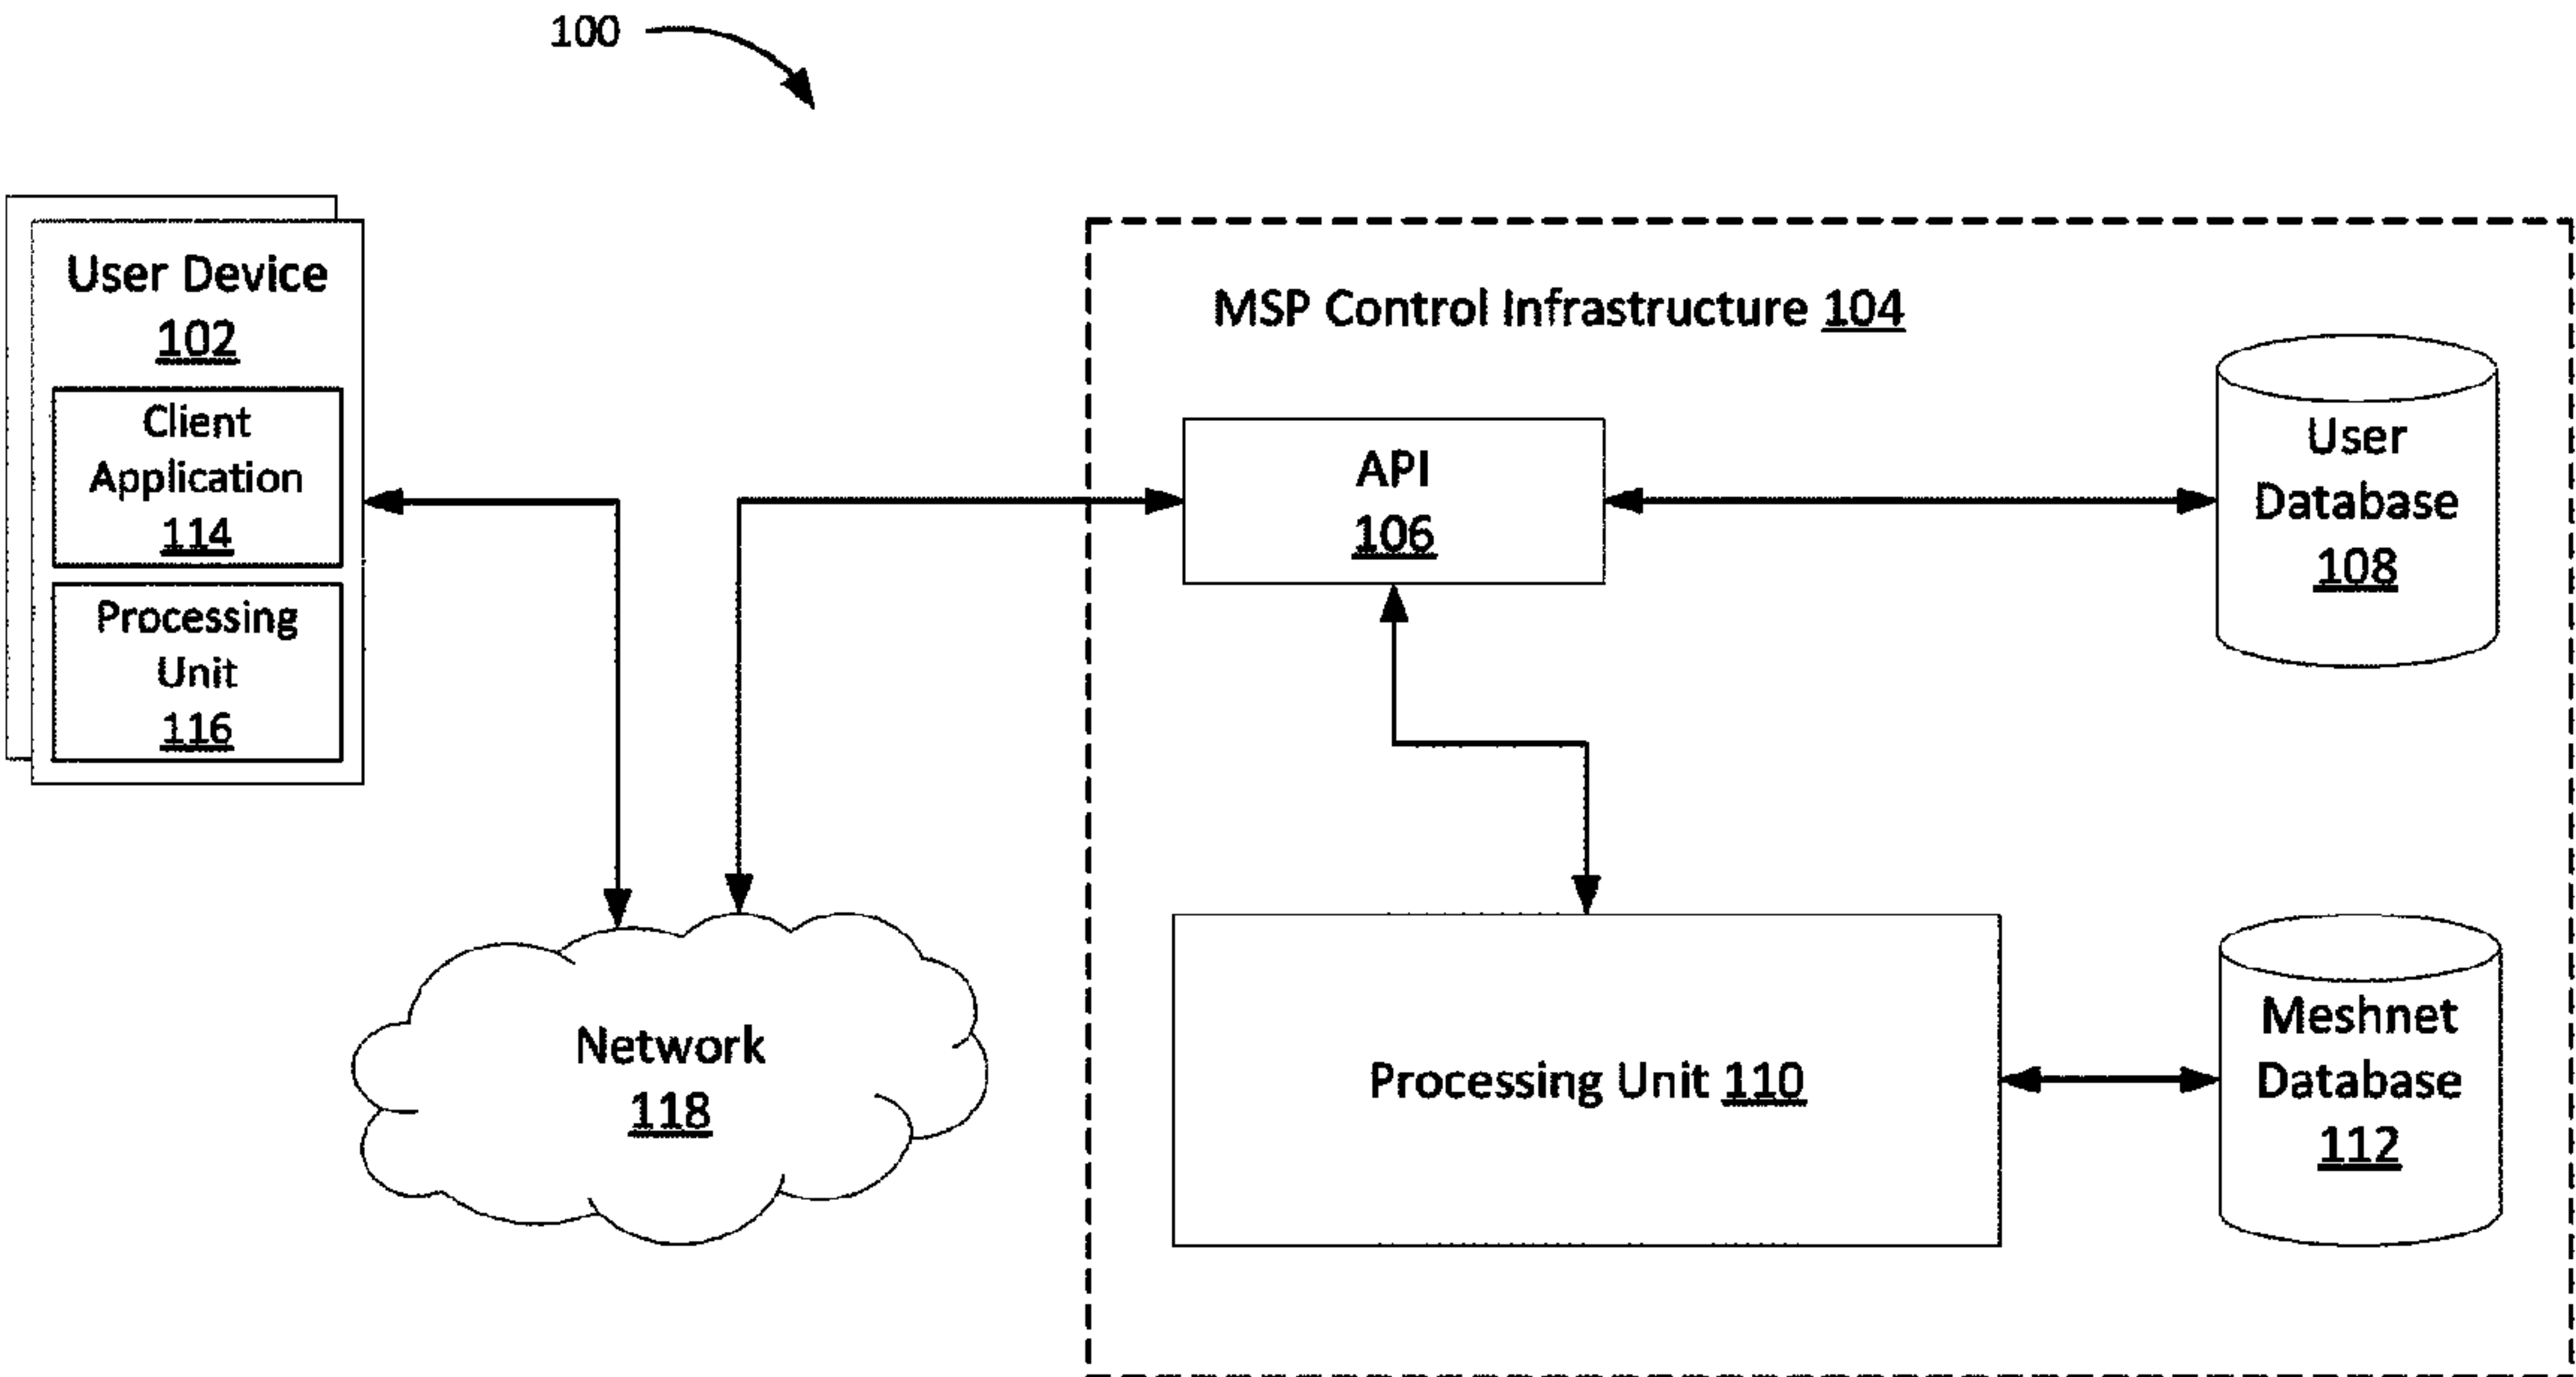 100
User Device
102
Client
Application
114
Processing
Unit
116
MSP Control Infrastructure 104
API
106
User
Database
108
Network
118
Processing Unit 110
Meshnet
Database
112